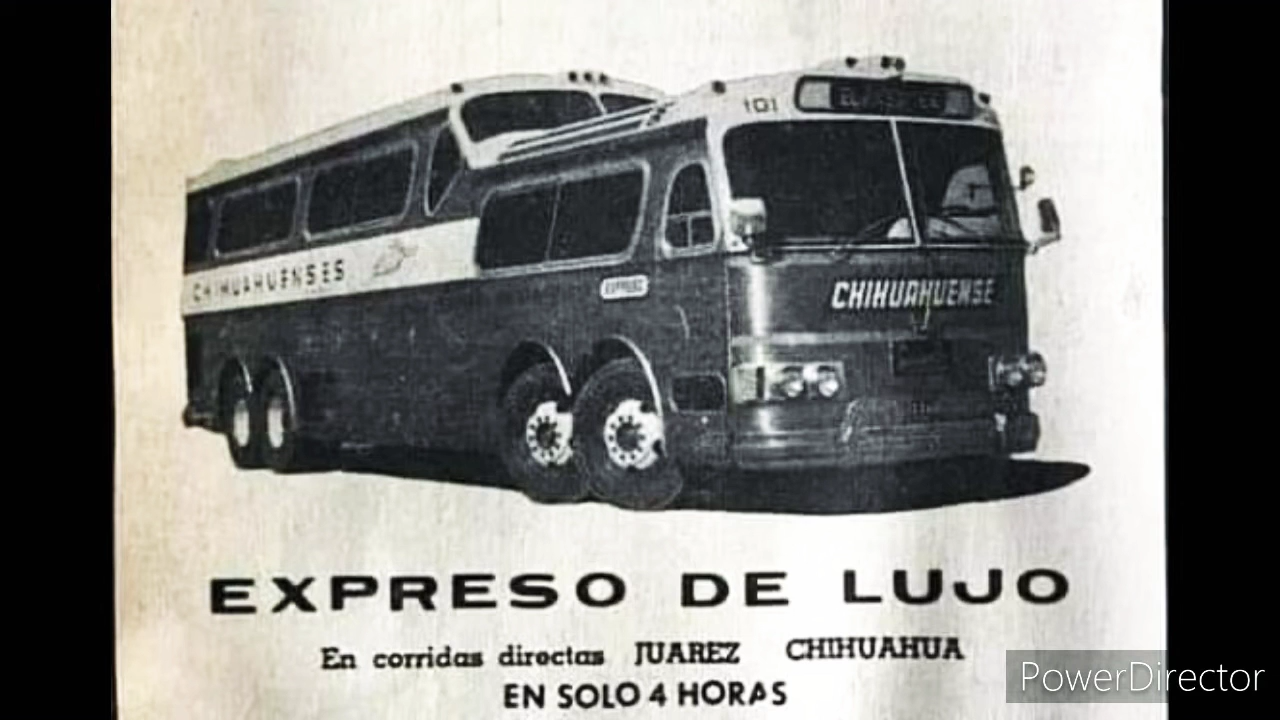 101
CHIHUAHUENSES
EXPRESO
CHIHUAHUENSE
EXPRESO DE LUJO
En corridas directas JUAREZ CHIHUAHUA
EN SOLO 4 HORAS
PowerDirector